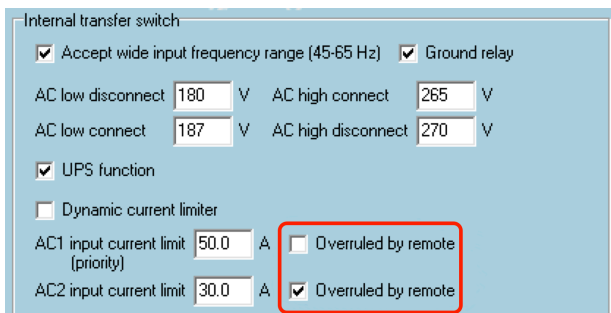 Internal transfer switch
Accept wide input frequency range (45-65 Hz) Ground relay
AC low disconnect 180 V AC high connect 265 V
AC low connect 187 V AC high disconnect 270 V
UPS function
Dynamic current limiter
AC1 input current limit 50.0 A Overruled by remote
(priority)
AC2 input current limit 30.0 A Overruled by remote